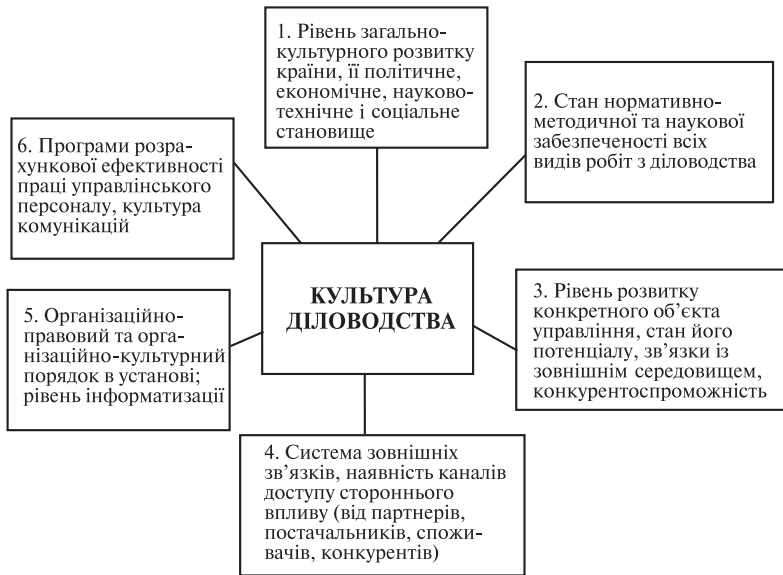 1. Рівень загально-
культурного розвитку
країни, її політичне,
економічне, науково-
технічне і соціальне
становище
2. Стан нормативно-
методичної та наукової
забезпеченості всіх
видів робіт з діловодства
3. Рівень розвитку
конкретного об’єкта
управління, стан його
потенціалу, зв’язки із
зовнішнім середовищем,
конкурентоспроможність
4. Система зовнішніх
зв’язків, наявність каналів
доступу стороннього
впливу (від партнерів,
постачальників, спожи-
вачів, конкурентів)
5. Організаційно-
правовий та орга-
нізаційно-культурний
порядок в установі;
рівень інформатизації
6. Програми розра-
хункової ефективності
праці управлінського
персоналу, культура
комунікацій
КУЛЬТУРА
ДІЛОВОДСТВА